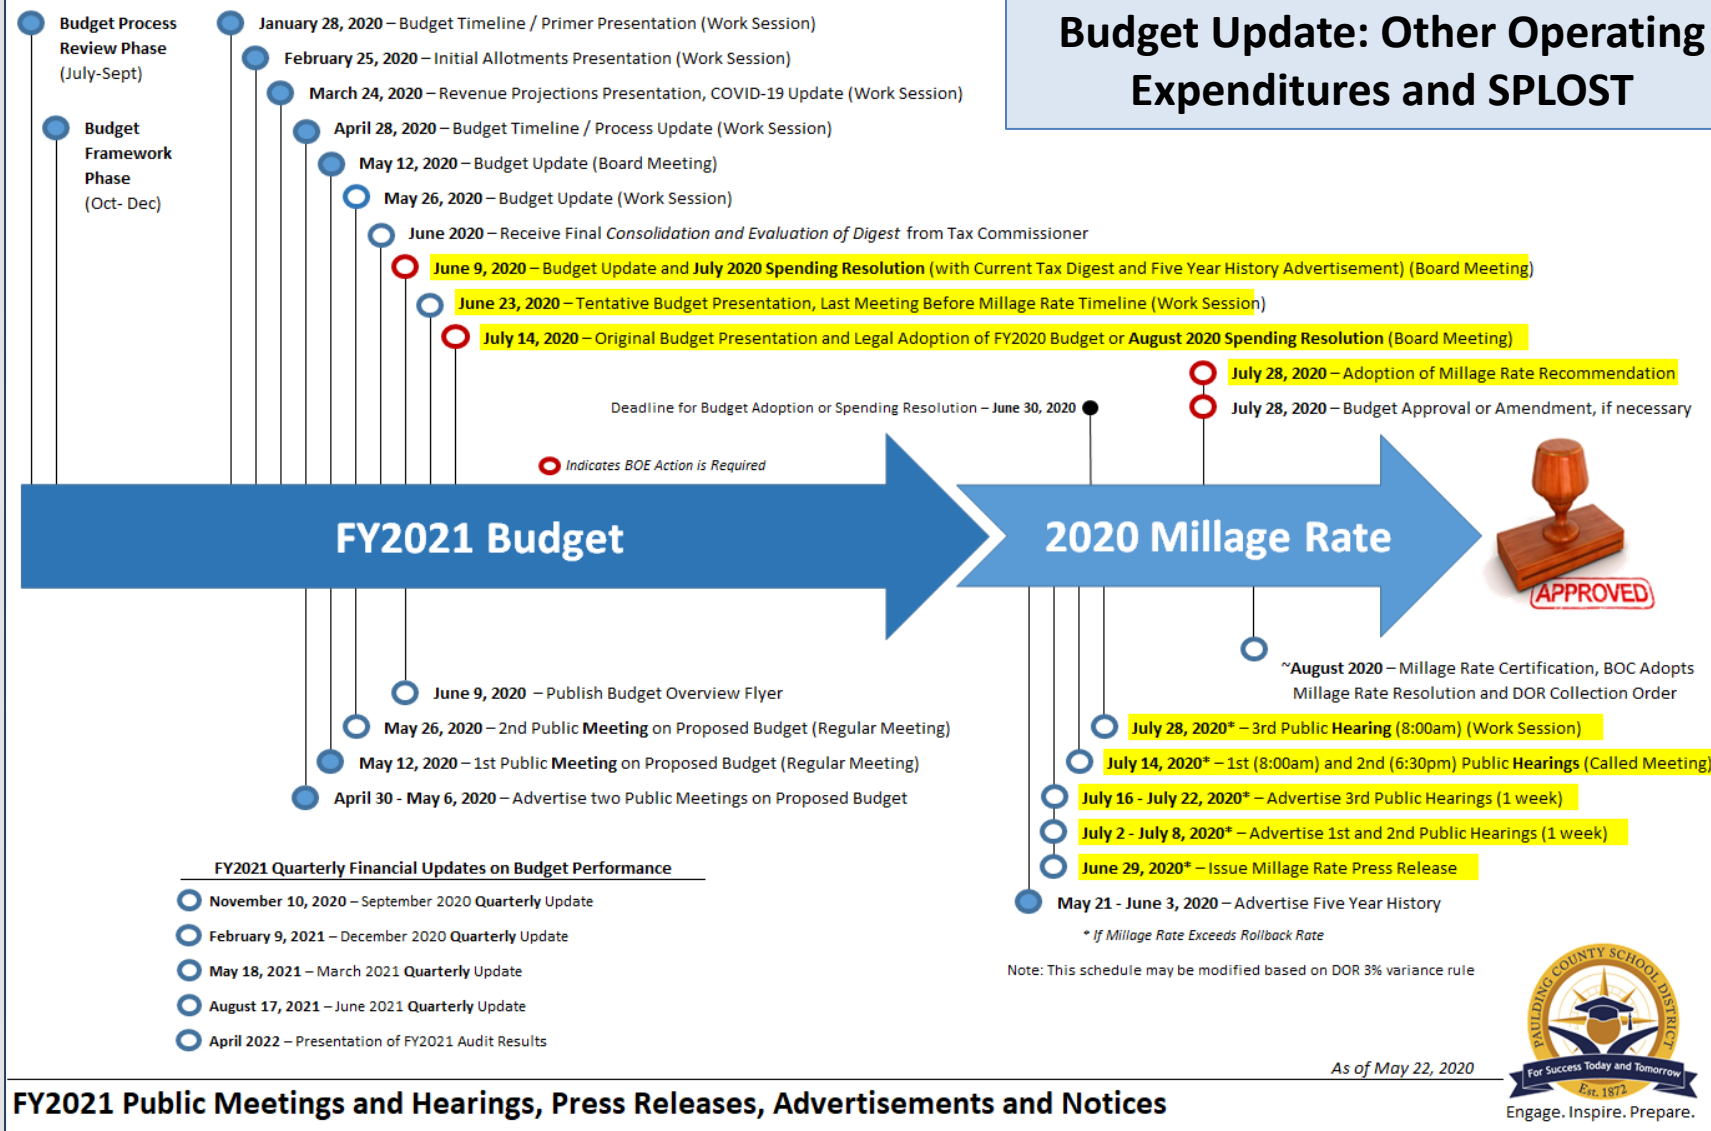 Budget Update: Other Operating
Expenditures and SPLOST
Budget Process
Review Phase
(July-Sept)
Budget
Framework
Phase
(Oct- Dec)
January 28, 2020 – Budget Timeline / Primer Presentation (Work Session)
February 25, 2020 – Initial Allotments Presentation (Work Session)
March 24, 2020 – Revenue Projections Presentation, COVID-19 Update (Work Session)
April 28, 2020 – Budget Timeline / Process Update (Work Session)
May 12, 2020 – Budget Update (Board Meeting)
May 26, 2020 – Budget Update (Work Session)
June 2020 – Receive Final Consolidation and Evaluation of Digest from Tax Commissioner
June 9, 2020 – Budget Update and July 2020 Spending Resolution (with Current Tax Digest and Five Year History Advertisement) (Board Meeting)
June 23, 2020 – Tentative Budget Presentation, Last Meeting Before Millage Rate Timeline (Work Session)
July 14, 2020 – Original Budget Presentation and Legal Adoption of FY2020 Budget or August 2020 Spending Resolution (Board Meeting)
July 28, 2020 – Adoption of Millage Rate Recommendation
Deadline for Budget Adoption or Spending Resolution – June 30, 2020
July 28, 2020 – Budget Approval or Amendment, if necessary
Indicates BOE Action is Required
FY2021 Budget
2020 Millage Rate
APPROVED
June 9, 2020 – Publish Budget Overview Flyer
May 26, 2020 – 2nd Public Meeting on Proposed Budget (Regular Meeting)
May 12, 2020 – 1st Public Meeting on Proposed Budget (Regular Meeting)
April 30 - May 6, 2020 – Advertise two Public Meetings on Proposed Budget
~August 2020 – Millage Rate Certification, BOC Adopts
Millage Rate Resolution and DOR Collection Order
July 28, 2020* – 3rd Public Hearing (8:00am) (Work Session)
July 14, 2020* – 1st (8:00am) and 2nd (6:30pm) Public Hearings (Called Meeting)
July 16 - July 22, 2020* – Advertise 3rd Public Hearings (1 week)
July 2 - July 8, 2020* – Advertise 1st and 2nd Public Hearings (1 week)
June 29, 2020* – Issue Millage Rate Press Release
May 21 - June 3, 2020 – Advertise Five Year History
* If Millage Rate Exceeds Rollback Rate
Note: This schedule may be modified based on DOR 3% variance rule
FY2021 Quarterly Financial Updates on Budget Performance
November 10, 2020 – September 2020 Quarterly Update
February 9, 2021 – December 2020 Quarterly Update
May 18, 2021 – March 2021 Quarterly Update
August 17, 2021 – June 2021 Quarterly Update
April 2022 – Presentation of FY2021 Audit Results
As of May 22, 2020
PAULDING COUNTY SCHOOL DISTRICT
For Success Today and Tomorrow
Est. 1872
Engage. Inspire. Prepare.
FY2021 Public Meetings and Hearings, Press Releases, Advertisements and Notices